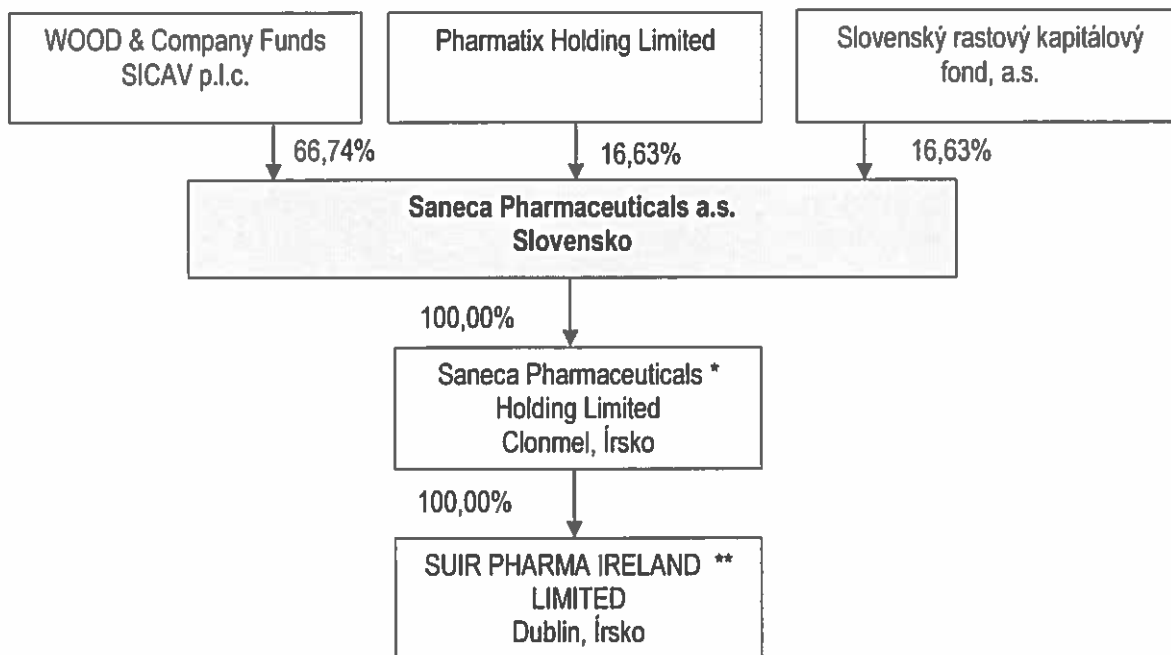 WOOD & Company Funds
SICAV p.l.c.
Pharmatix Holding Limited
Slovenský rastový kapitálový
fond, a.s.
66,74%
16,63%
16,63%
Saneca Pharmaceuticals a.s.
Slovensko
100,00%
Saneca Pharmaceuticals *
Holding Limited
Clonmel, Írsko
100,00%
SUIR PHARMA IRELAND **
LIMITED
Dublin, Írsko